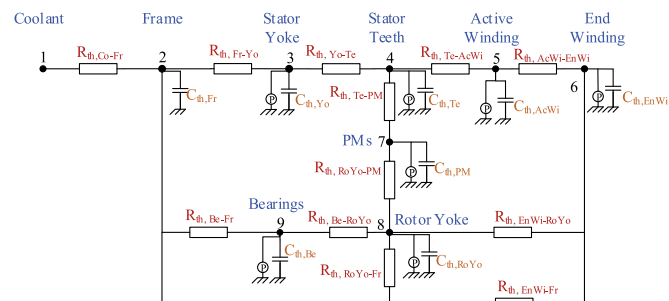 Coolant Frame Stator Yoke Stator Teeth Active Winding End Winding
1 R_th,Co-Fr 2 R_th, Fr-Yo 3 R_th, Yo-Te 4 R_th, Te-AcWi 5 R_th, AcWi-EnWi 6
P P P P
C_th,Fr C_th,Yo R_th, Te-PM C_th,Te C_th,AcWi C_th,EnWi
PMs 7
R_th, RoYo-PM P C_th,PM
Bearings
R_th, Be-Fr 9 R_th, Be-RoYo 8 Rotor Yoke R_th, EnWi-RoYo
P C_th,Be P C_th,RoYo
R_th, RoYo-Fr R_th, EnWi-Fr